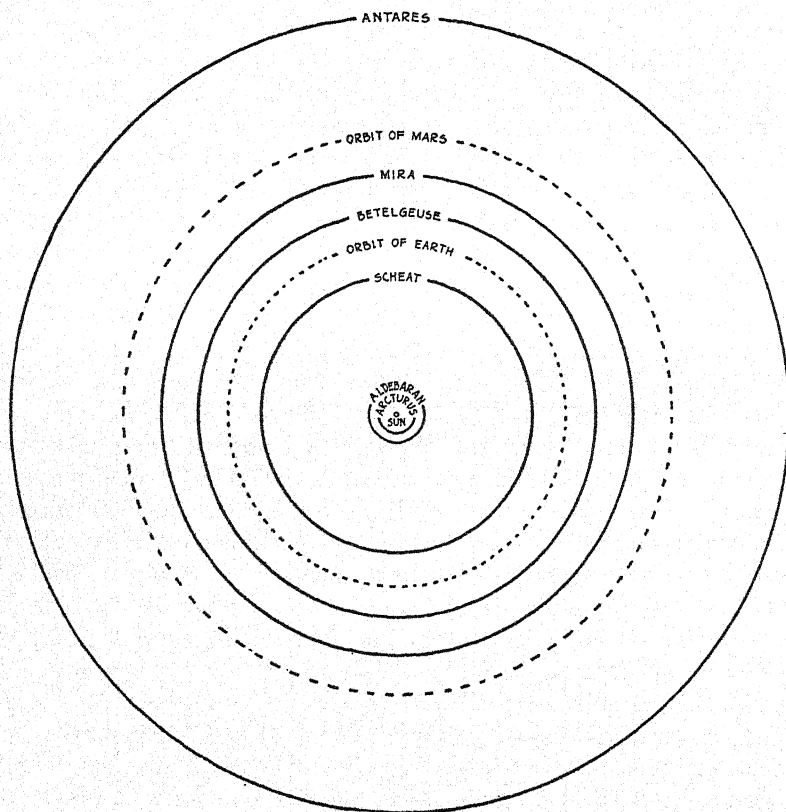 ANTARES
ORBIT OF MARS
MIRA
BETELGEUSE
ORBIT OF EARTH
SCHEAT
ALDEBARAN
ARCTURUS
SUN